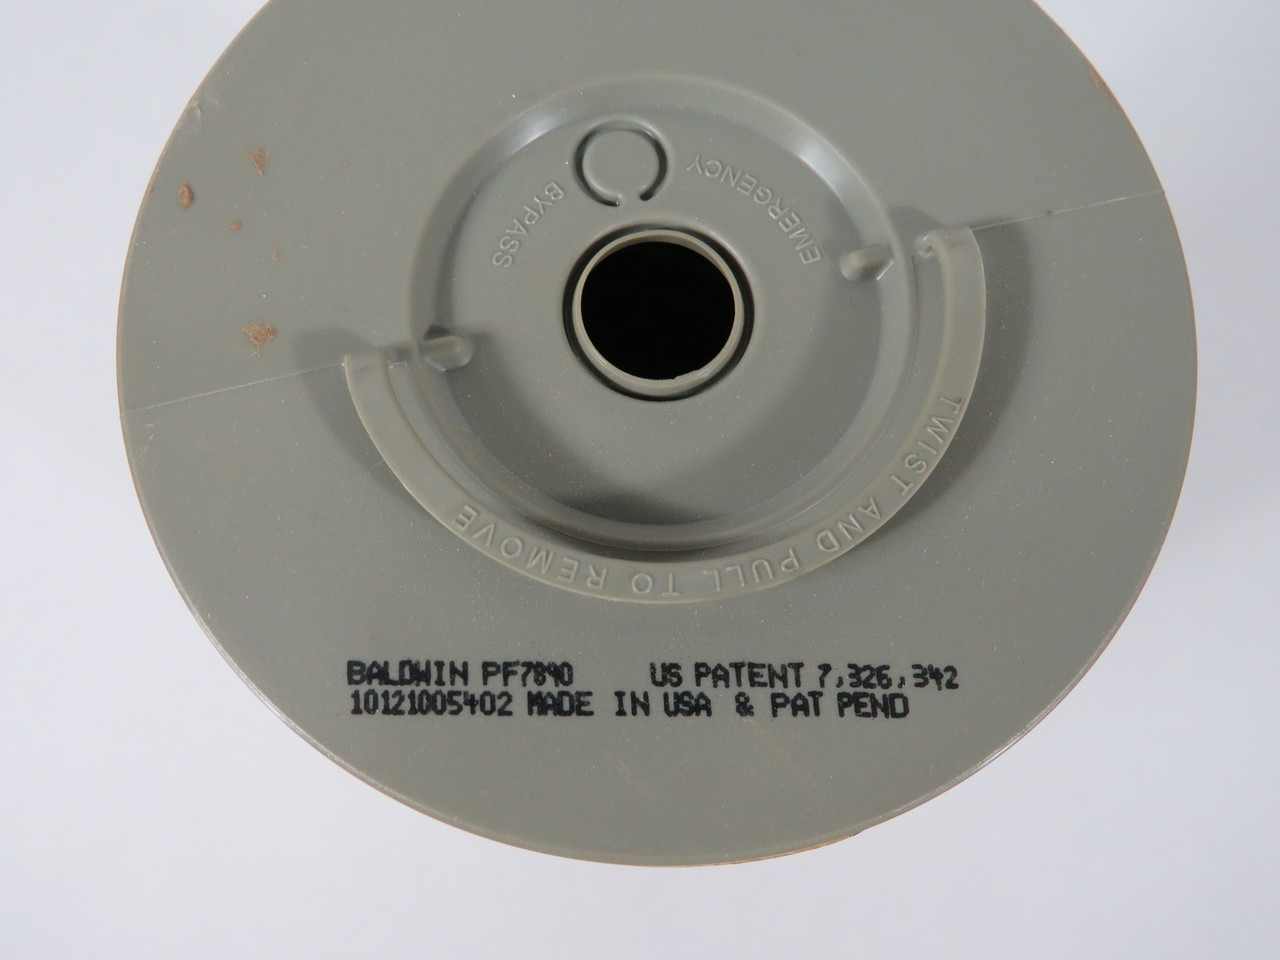 BYPASS
EMERGENCY
TWIST AND PULL TO REMOVE
BALDWIN PF7890 US PATENT 7,326,342
10121005402 MADE IN USA & PAT PEND